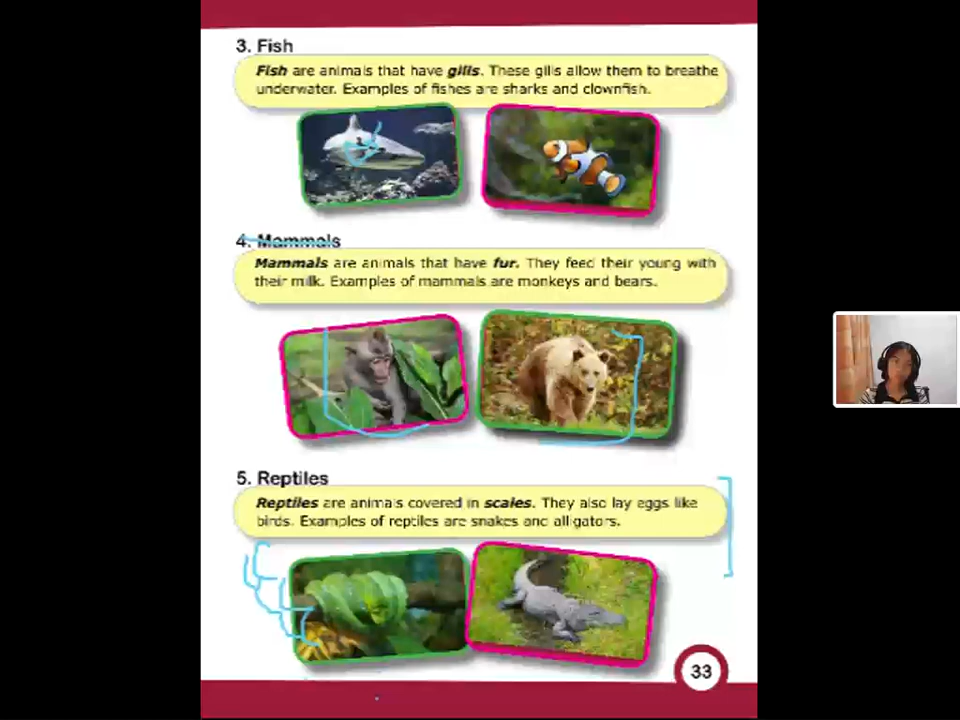 3. Fish
Fish are animals that have gills. These gills allow them to breathe
underwater. Examples of fishes are sharks and clownfish.
4. Mammals
Mammals are animals that have fur. They feed their young with
their milk. Examples of mammals are monkeys and bears.
5. Reptiles
Reptiles are animals covered in scales. They also lay eggs like
birds. Examples of reptiles are snakes and alligators.
33